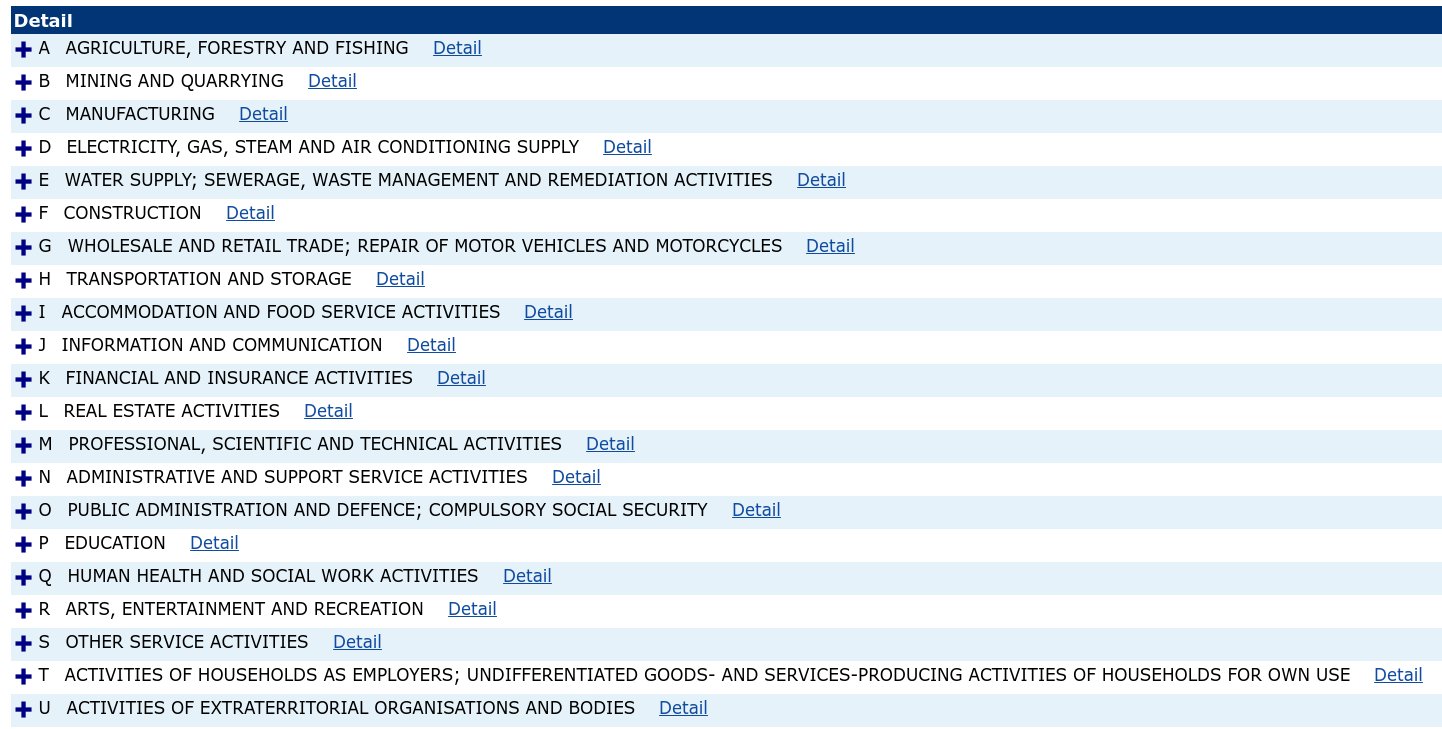 Detail
A AGRICULTURE, FORESTRY AND FISHING Detail
B MINING AND QUARRYING Detail
C MANUFACTURING Detail
D ELECTRICITY, GAS, STEAM AND AIR CONDITIONING SUPPLY Detail
E WATER SUPPLY; SEWERAGE, WASTE MANAGEMENT AND REMEDIATION ACTIVITIES Detail
F CONSTRUCTION Detail
G WHOLESALE AND RETAIL TRADE; REPAIR OF MOTOR VEHICLES AND MOTORCYCLES Detail
H TRANSPORTATION AND STORAGE Detail
I ACCOMMODATION AND FOOD SERVICE ACTIVITIES Detail
J INFORMATION AND COMMUNICATION Detail
K FINANCIAL AND INSURANCE ACTIVITIES Detail
L REAL ESTATE ACTIVITIES Detail
M PROFESSIONAL, SCIENTIFIC AND TECHNICAL ACTIVITIES Detail
N ADMINISTRATIVE AND SUPPORT SERVICE ACTIVITIES Detail
O PUBLIC ADMINISTRATION AND DEFENCE; COMPULSORY SOCIAL SECURITY Detail
P EDUCATION Detail
Q HUMAN HEALTH AND SOCIAL WORK ACTIVITIES Detail
R ARTS, ENTERTAINMENT AND RECREATION Detail
S OTHER SERVICE ACTIVITIES Detail
T ACTIVITIES OF HOUSEHOLDS AS EMPLOYERS; UNDIFFERENTIATED GOODS- AND SERVICES-PRODUCING ACTIVITIES OF HOUSEHOLDS FOR OWN USE Detail
U ACTIVITIES OF EXTRATERRITORIAL ORGANISATIONS AND BODIES Detail